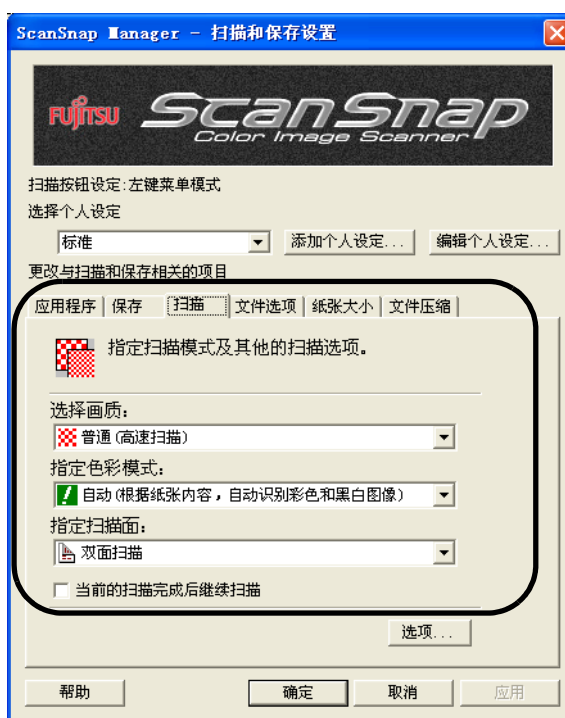 ScanSnap Manager - 扫描和保存设置
FUJITSU ScanSnap
Color Image Scanner
扫描按钮设定:左键菜单模式
选择个人设定
标准 添加个人设定... 编辑个人设定...
更改与扫描和保存相关的项目
应用程序 保存 扫描 文件选项 纸张大小 文件压缩
指定扫描模式及其他的扫描选项。
选择画质:
普通(高速扫描)
指定色彩模式:
自动(根据纸张内容,自动识别彩色和黑白图像)
指定扫描面:
双面扫描
当前的扫描完成后继续扫描
选项...
帮助 确定 取消 应用